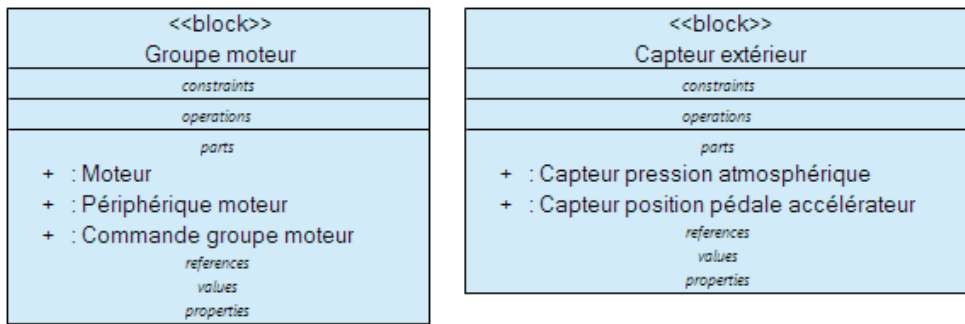 <<block>>
Groupe moteur
constraints
operations
parts
+ : Moteur
+ : Périphérique moteur
+ : Commande groupe moteur
references
values
properties
<<block>>
Capteur extérieur
constraints
operations
parts
+ : Capteur pression atmosphérique
+ : Capteur position pédale accélérateur
references
values
properties